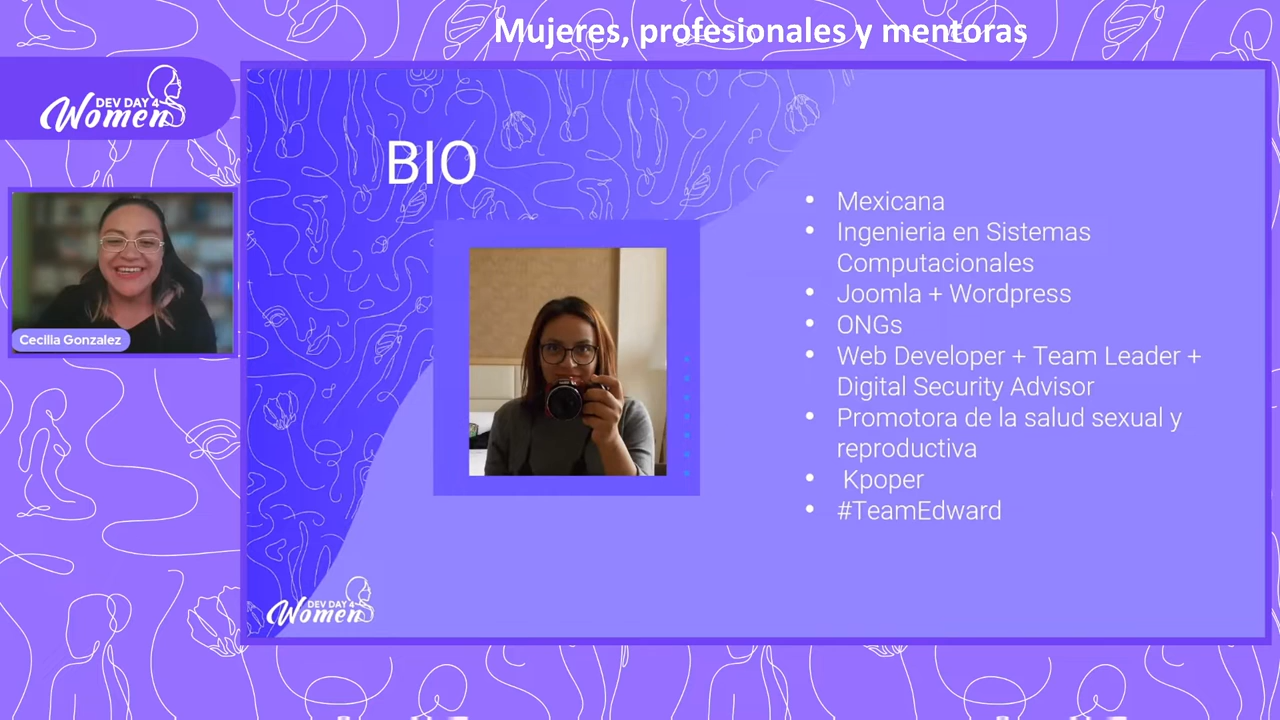 Mujeres, profesionales y mentoras
DEV DAY 4
Women
Cecilia Gonzalez
BIO
• Mexicana
• Ingenieria en Sistemas
Computacionales
• Joomla + Wordpress
• ONGs
• Web Developer + Team Leader +
Digital Security Advisor
• Promotora de la salud sexual y
reproductiva
• Kpoper
• #TeamEdward
DEV DAY 4
Women